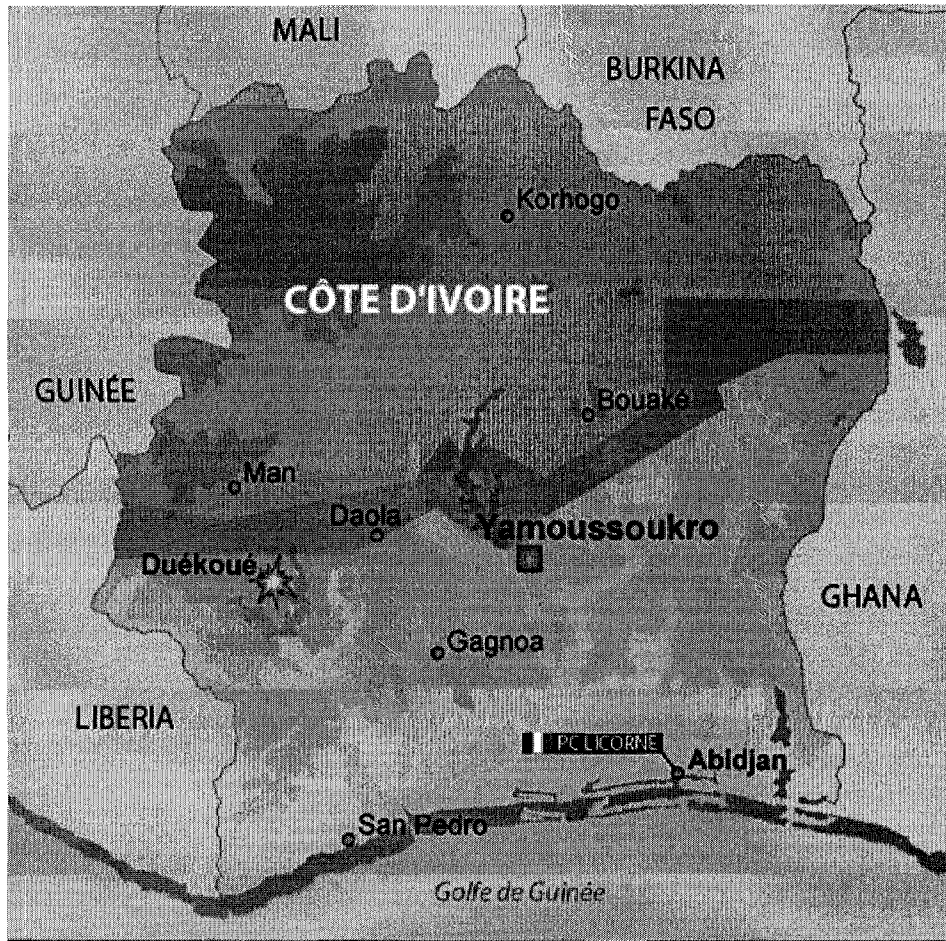 MALI
BURKINA
FASO
Korhogo
CÔTE D'IVOIRE
GUINÉE
Bouaké
Man
Daola
Yamoussoukro
Duékoué
GHANA
Gagnoa
LIBERIA
PC LICORNE
Abidjan
San Pedro
Golfe de Guinée